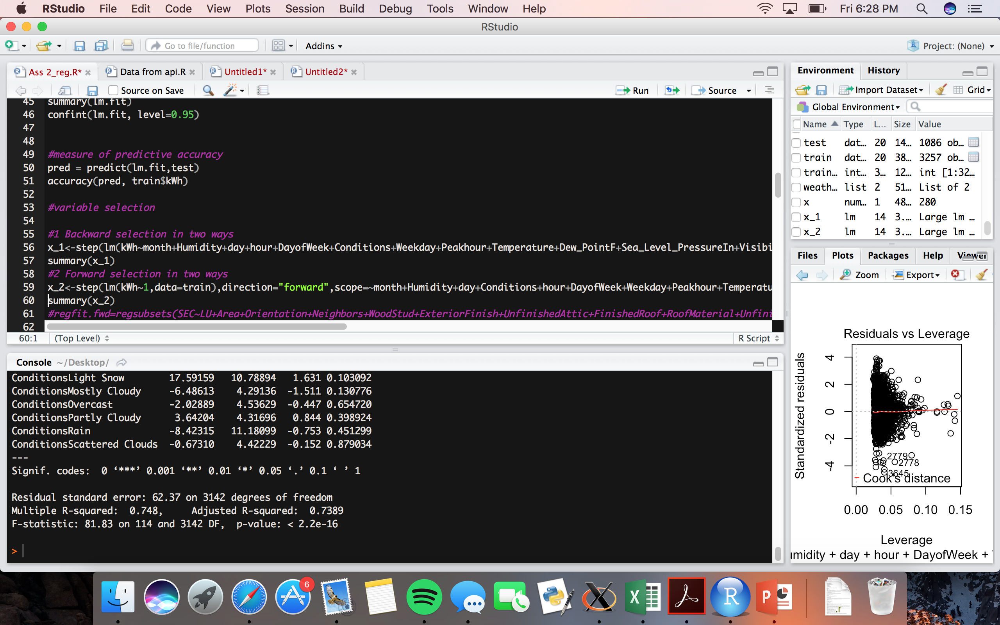 RStudio File Edit Code View Plots Session Build Debug Tools Window Help Fri 6:28 PM
RStudio
Go to file/function Addins Project: (None)
Ass 2_reg.R* Data from api.R Untitled1* Untitled2*
Source on Save Run Source
45 summary(lm.fit)
46 confint(lm.fit, level=0.95)
47
48
49 #measure of predictive accuracy
50 pred = predict(lm.fit,test)
51 accuracy(pred, train$kWh)
52
53 #variable selection
54
55 #1 Backward selection in two ways
56 x_1<-step(lm(kWh~month+Humidity+day+hour+DayofWeek+Conditions+Weekday+Peakhour+Temperature+Dew_PointF+Sea_Level_PressureIn+Visibi
57 summary(x_1)
58 #2 Forward selection in two ways
59 x_2<-step(lm(kWh~1,data=train),direction="forward",scope=~month+Humidity+day+Conditions+hour+DayofWeek+Weekday+Peakhour+Temperatu
60 summary(x_2)
61 #regfit.fwd=regsubsets(SEC~LU+Area+Orientation+Neighbors+WoodStud+ExteriorFinish+UnfinishedAttic+FinishedRoof+RoofMaterial+Unfini
62
60:1 (Top Level) R Script
Console ~/Desktop/
ConditionsLight Snow 17.59159 10.78894 1.631 0.103092
ConditionsMostly Cloudy -6.48613 4.29136 -1.511 0.130776
ConditionsOvercast -2.02889 4.53629 -0.447 0.654720
ConditionsPartly Cloudy 3.64204 4.31696 0.844 0.398924
ConditionsRain -8.42315 11.18099 -0.753 0.451299
ConditionsScattered Clouds -0.67310 4.42229 -0.152 0.879034
---
Signif. codes: 0 ‘***’ 0.001 ‘**’ 0.01 ‘*’ 0.05 ‘.’ 0.1 ‘ ’ 1
Residual standard error: 62.37 on 3142 degrees of freedom
Multiple R-squared: 0.748, Adjusted R-squared: 0.7389
F-statistic: 81.83 on 114 and 3142 DF, p-value: < 2.2e-16
>
Environment History
Import Dataset Grid
Global Environment
Name Type L... Size Value
test dat… 20 14… 1086 ob…
train dat… 20 38… 3257 ob…
train… int… 3… 12… int [1:32…
weath… list 2 51… List of 2
x num… 1 48… 280
x_1 lm 14 3.… Large lm …
x_2 lm 14 3.… Large lm …
Files Plots Packages Help Viewer
Zoom Export
Residuals vs Leverage
Standardized residuals
4
2
0
-2
-4
2779
2778
3645
Cook's distance
0.00 0.05 0.10 0.15
Leverage
umidity + day + hour + DayofWeek +
6
X
R
P
.r